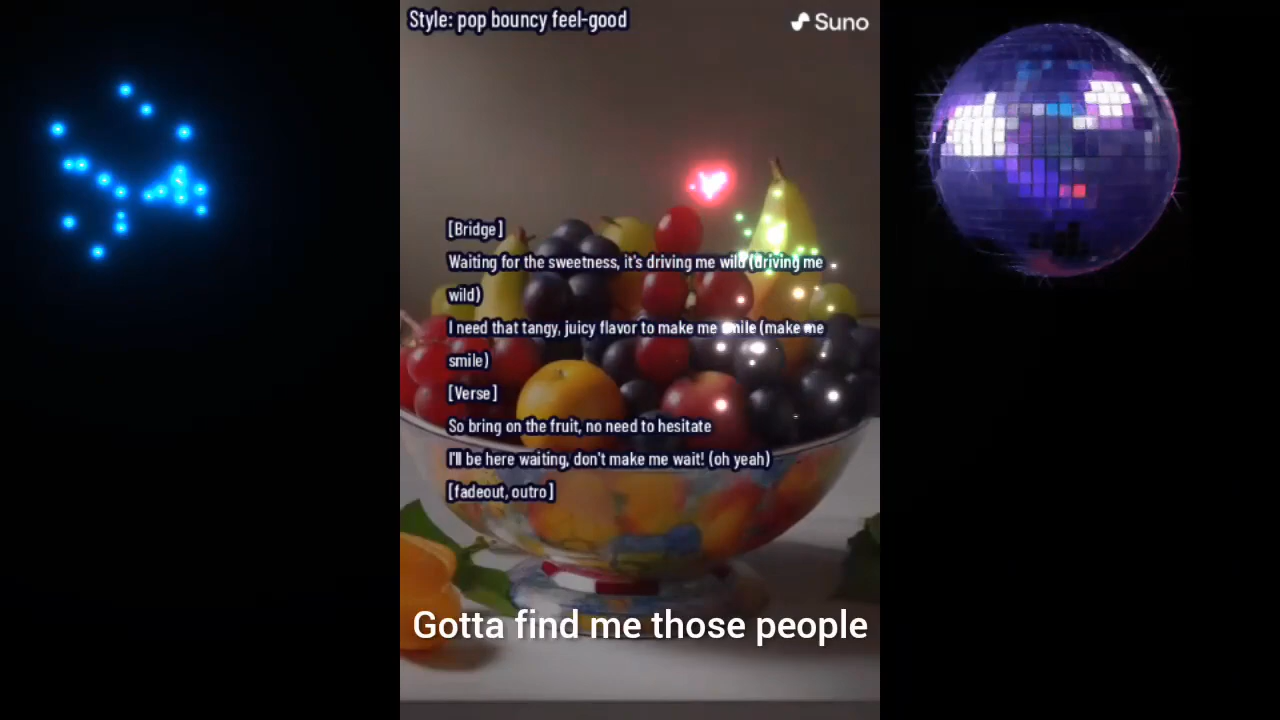 Style: pop bouncy feel-good
Suno
[Bridge]
Waiting for the sweetness, it's driving me wild (driving me
wild)
I need that tangy, juicy flavor to make me smile (make me
smile)
[Verse]
So bring on the fruit, no need to hesitate
I'll be here waiting, don't make me wait! (oh yeah)
[fadeout, outro]
Gotta find me those people